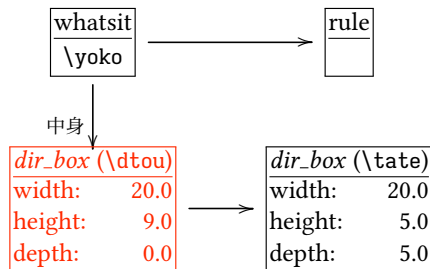 whatsit
\yoko
rule
中身
dir_box (\dtou)
width: 20.0
height: 9.0
depth: 0.0
dir_box (\tate)
width: 20.0
height: 5.0
depth: 5.0